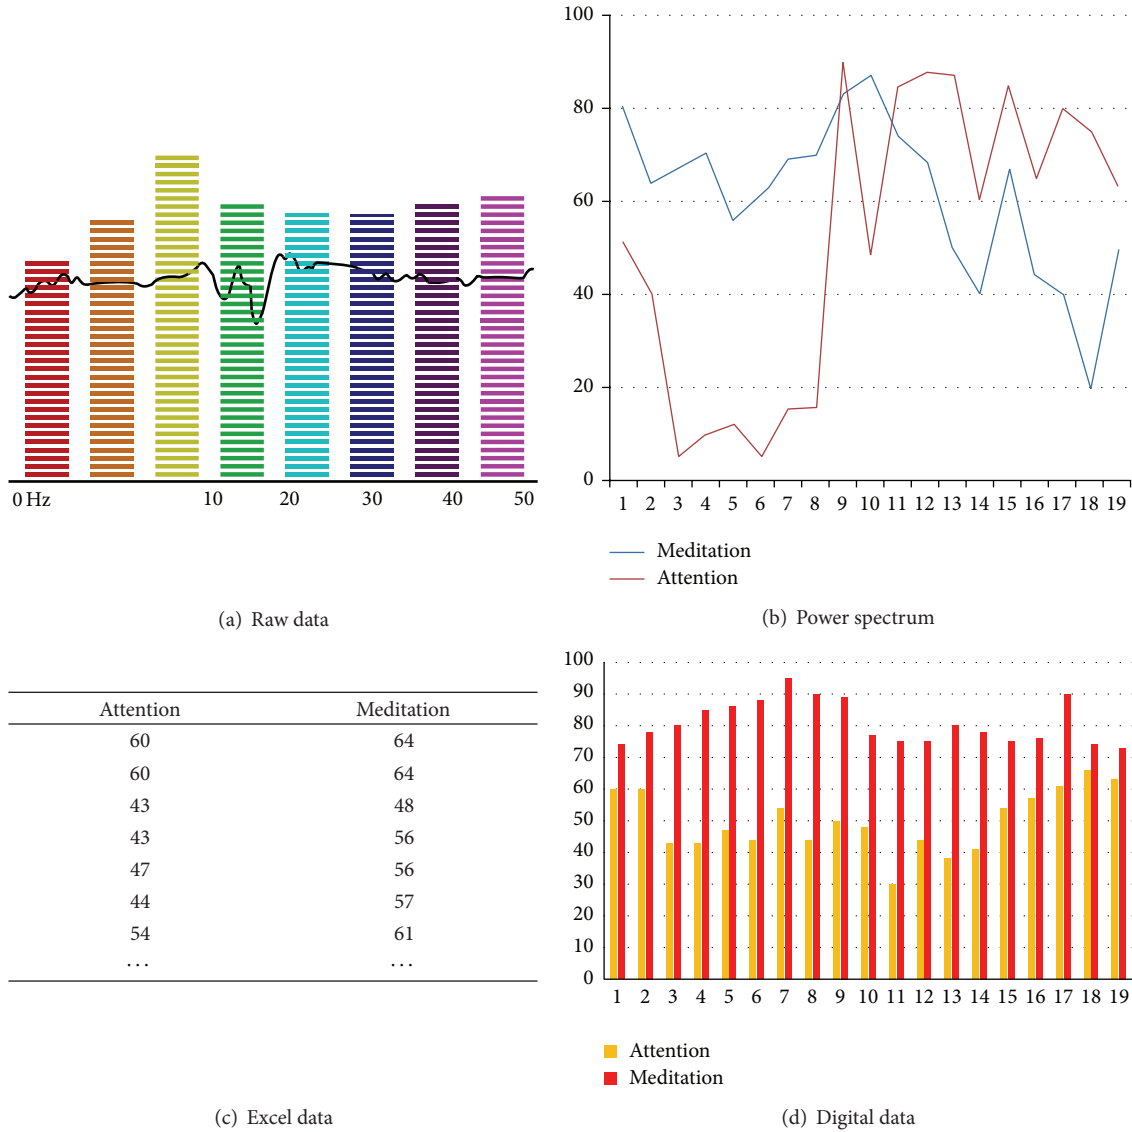 0 Hz 10 20 30 40 50
(a) Raw data
100
80
60
40
20
0
1 2 3 4 5 6 7 8 9 10 11 12 13 14 15 16 17 18 19
Meditation
Attention
(b) Power spectrum
Attention Meditation
60 64
60 64
43 48
43 56
47 56
44 57
54 61
... ...
(c) Excel data
100
90
80
70
60
50
40
30
20
10
0
1 2 3 4 5 6 7 8 9 10 11 12 13 14 15 16 17 18 19
Attention
Meditation
(d) Digital data